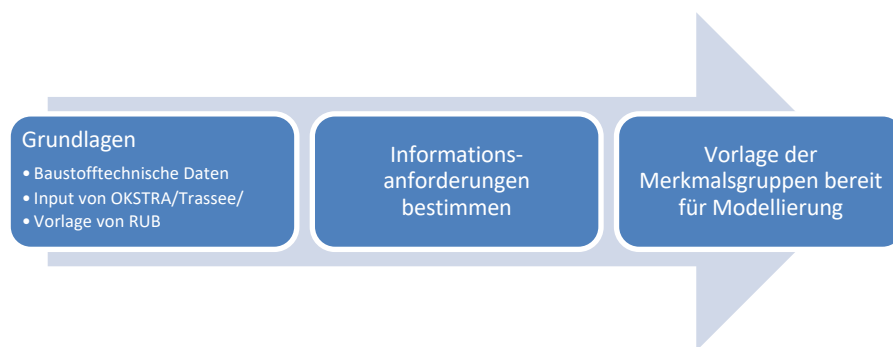 Grundlagen
• Baustofftechnische Daten
• Input von OKSTRA/Trassee/
• Vorlage von RUB
Informations-
anforderungen
bestimmen
Vorlage der
Merkmalsgruppen bereit
für Modellierung